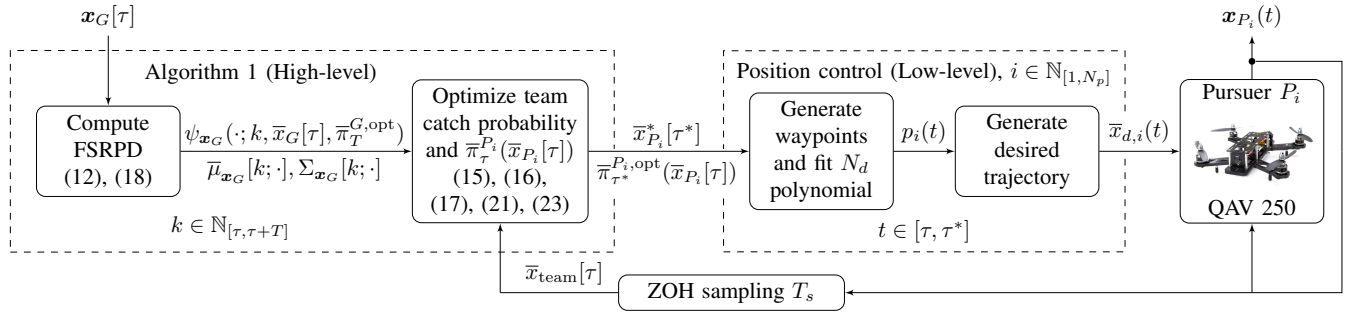 𝒙_G[τ]
𝒙_{P_i}(t)
Algorithm 1 (High-level)
Position control (Low-level), i ∈ ℕ_{[1,N_p]}
Compute
FSRPD
(12), (18)
ψ_{𝒙_G}(·; k, x̅_G[τ], π̅_T^{G,opt})
μ̅_{𝒙_G}[k; ·], Σ_{𝒙_G}[k; ·]
k ∈ ℕ_{[τ,τ+T]}
Optimize team
catch probability
and π̅_τ^{P_i}(x̅_{P_i}[τ])
(15), (16),
(17), (21), (23)
x̅*_{P_i}[τ*]
π̅_{τ*}^{P_i,opt}(x̅_{P_i}[τ])
Generate
waypoints
and fit N_d
polynomial
p_i(t)
Generate
desired
trajectory
t ∈ [τ, τ*]
x̅_{d,i}(t)
Pursuer P_i
QAV 250
x̅_team[τ]
ZOH sampling T_s